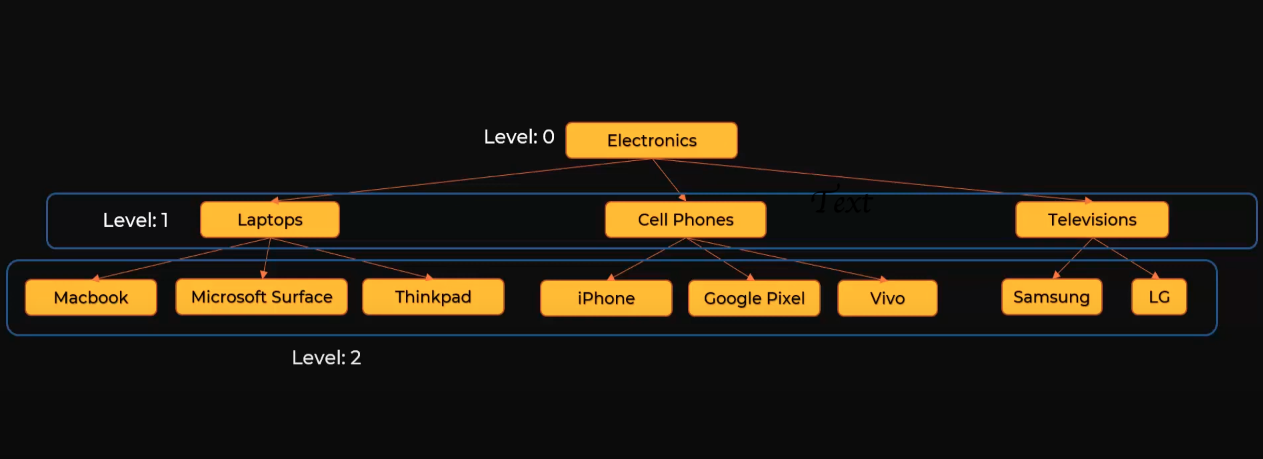 Level: 0
Electronics
Text
Level: 1
Laptops
Cell Phones
Televisions
Macbook
Microsoft Surface
Thinkpad
iPhone
Google Pixel
Vivo
Samsung
LG
Level: 2